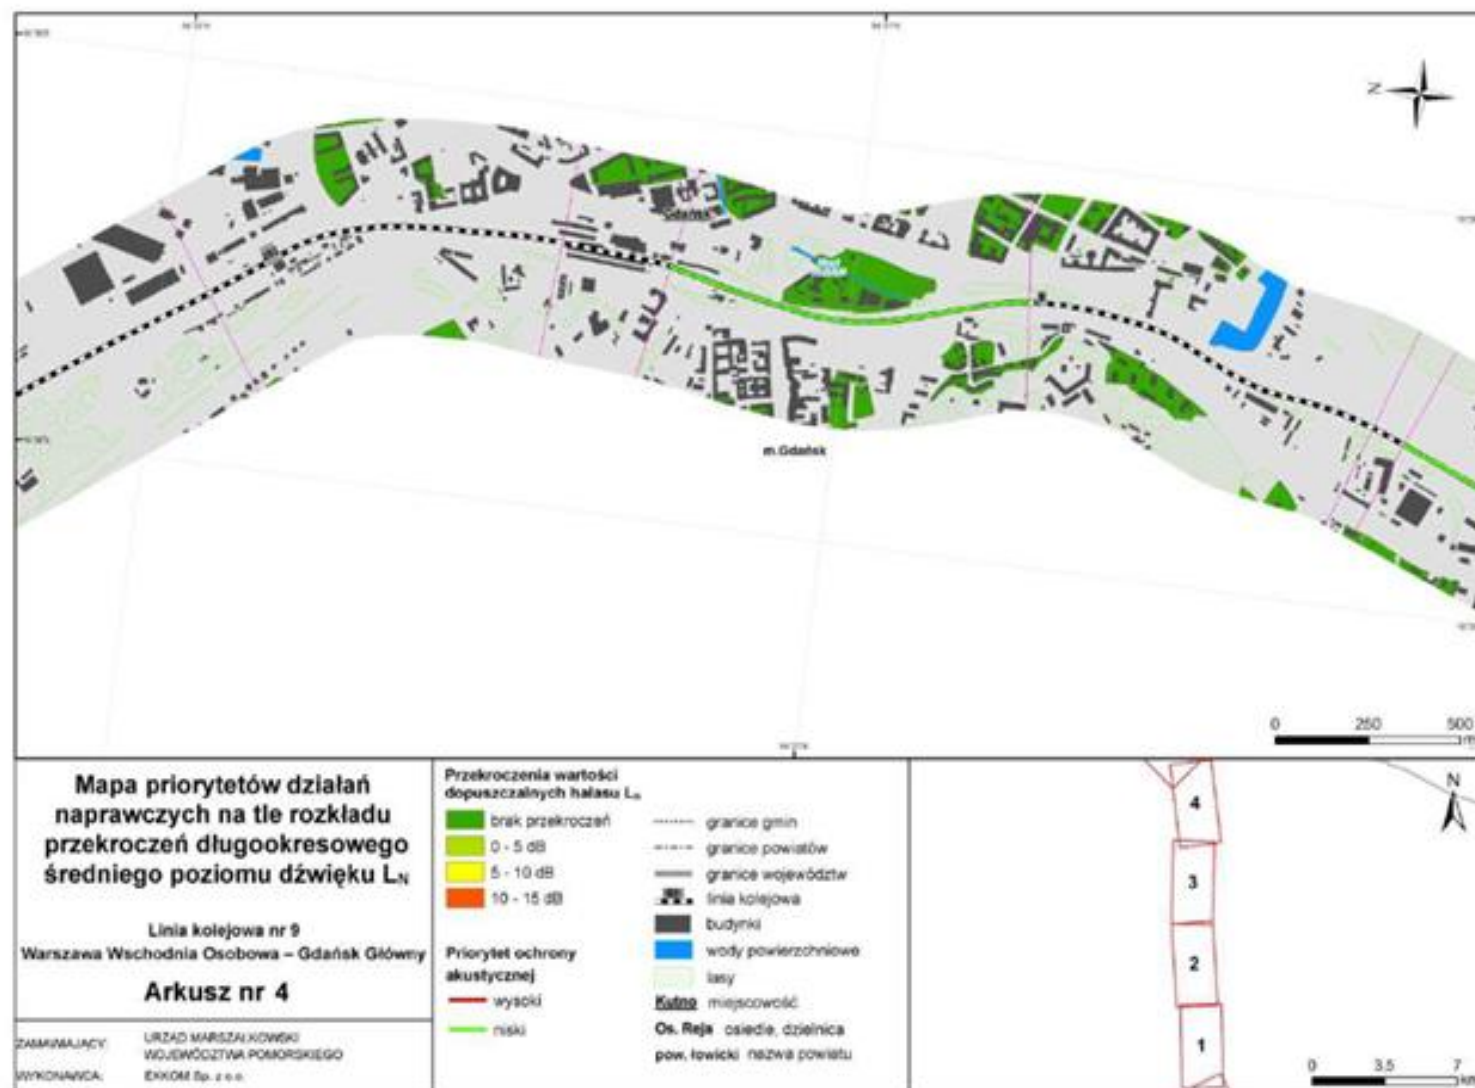 Gdańsk
m.Gdańsk
0 250 500
m
Mapa priorytetów działań
naprawczych na tle rozkładu
przekroczeń długookresowego
średniego poziomu dźwięku LN
Linia kolejowa nr 9
Warszawa Wschodnia Osobowa – Gdańsk Główny
Arkusz nr 4
ZAMAWIAJĄCY: URZĄD MARSZAŁKOWSKI
WOJEWÓDZTWA POMORSKIEGO
WYKONAWCA: EKKOM Sp. z o.o.
Przekroczenia wartości
dopuszczalnych hałasu Ln
brak przekroczeń
0 - 5 dB
5 - 10 dB
10 - 15 dB
Priorytet ochrony
akustycznej
wysoki
niski
granice gmin
granice powiatów
granice województw
linia kolejowa
budynki
wody powierzchniowe
lasy
Kutno miejscowość
Os. Reja osiedle, dzielnica
pow. łowicki nazwa powiatu
N
4
3
2
1
0 3.5 7
km